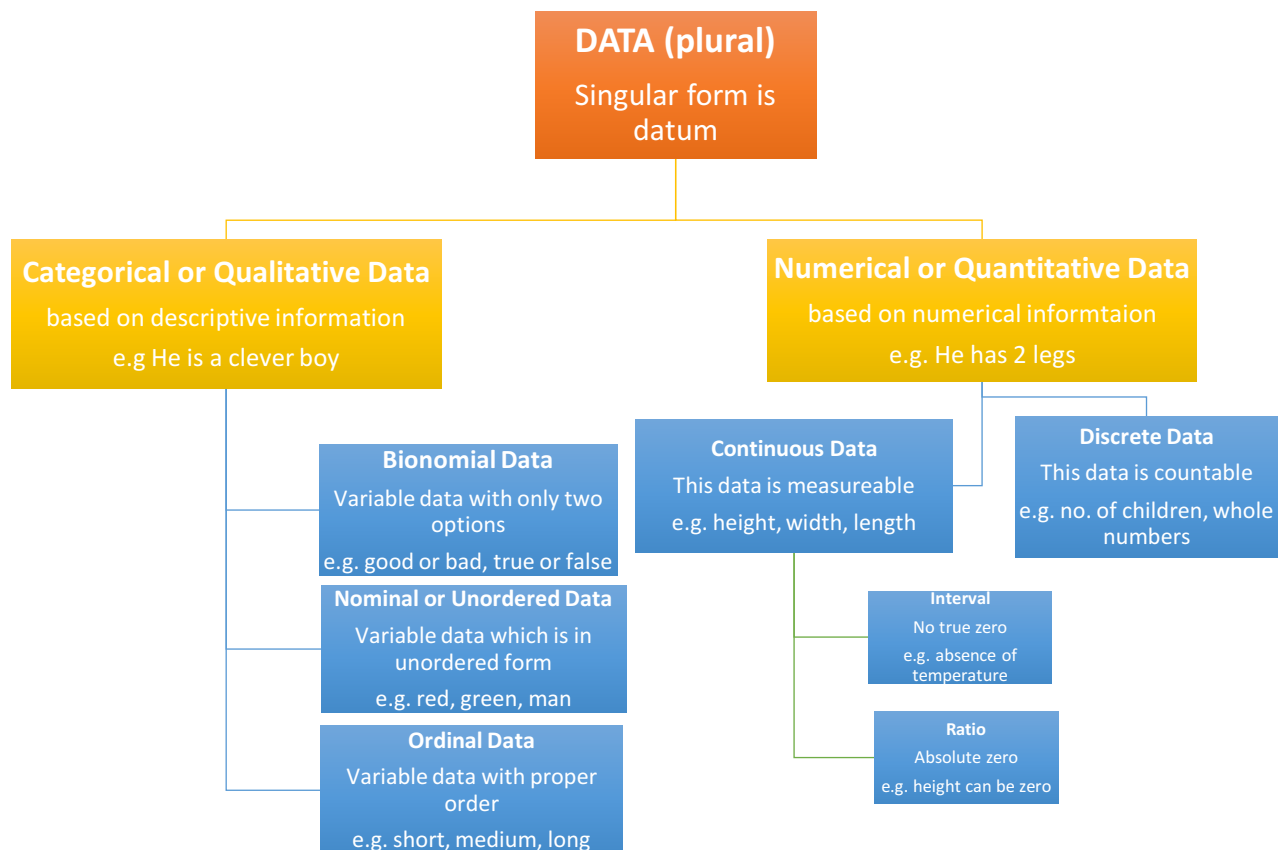 DATA (plural)
Singular form is
datum
Categorical or Qualitative Data
based on descriptive information
e.g He is a clever boy
Numerical or Quantitative Data
based on numerical informtaion
e.g. He has 2 legs
Bionomial Data
Variable data with only two
options
e.g. good or bad, true or false
Nominal or Unordered Data
Variable data which is in
unordered form
e.g. red, green, man
Ordinal Data
Variable data with proper
order
e.g. short, medium, long
Continuous Data
This data is measureable
e.g. height, width, length
Discrete Data
This data is countable
e.g. no. of children, whole
numbers
Interval
No true zero
e.g. absence of
temperature
Ratio
Absolute zero
e.g. height can be zero